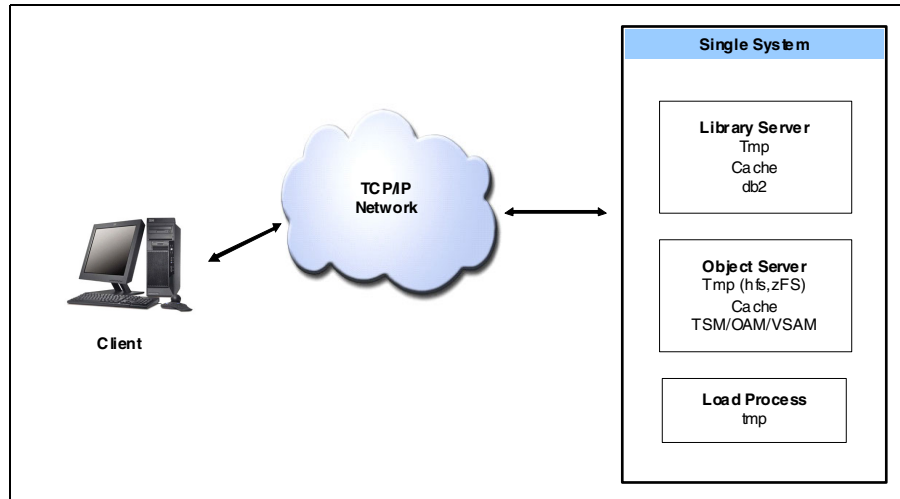 Single System
Library Server
Tmp
Cache
db2
TCP/IP
Network
Object Server
Tmp (hfs,zFS)
Cache
TSM/OAM/VSAM
Client
Load Process
tmp